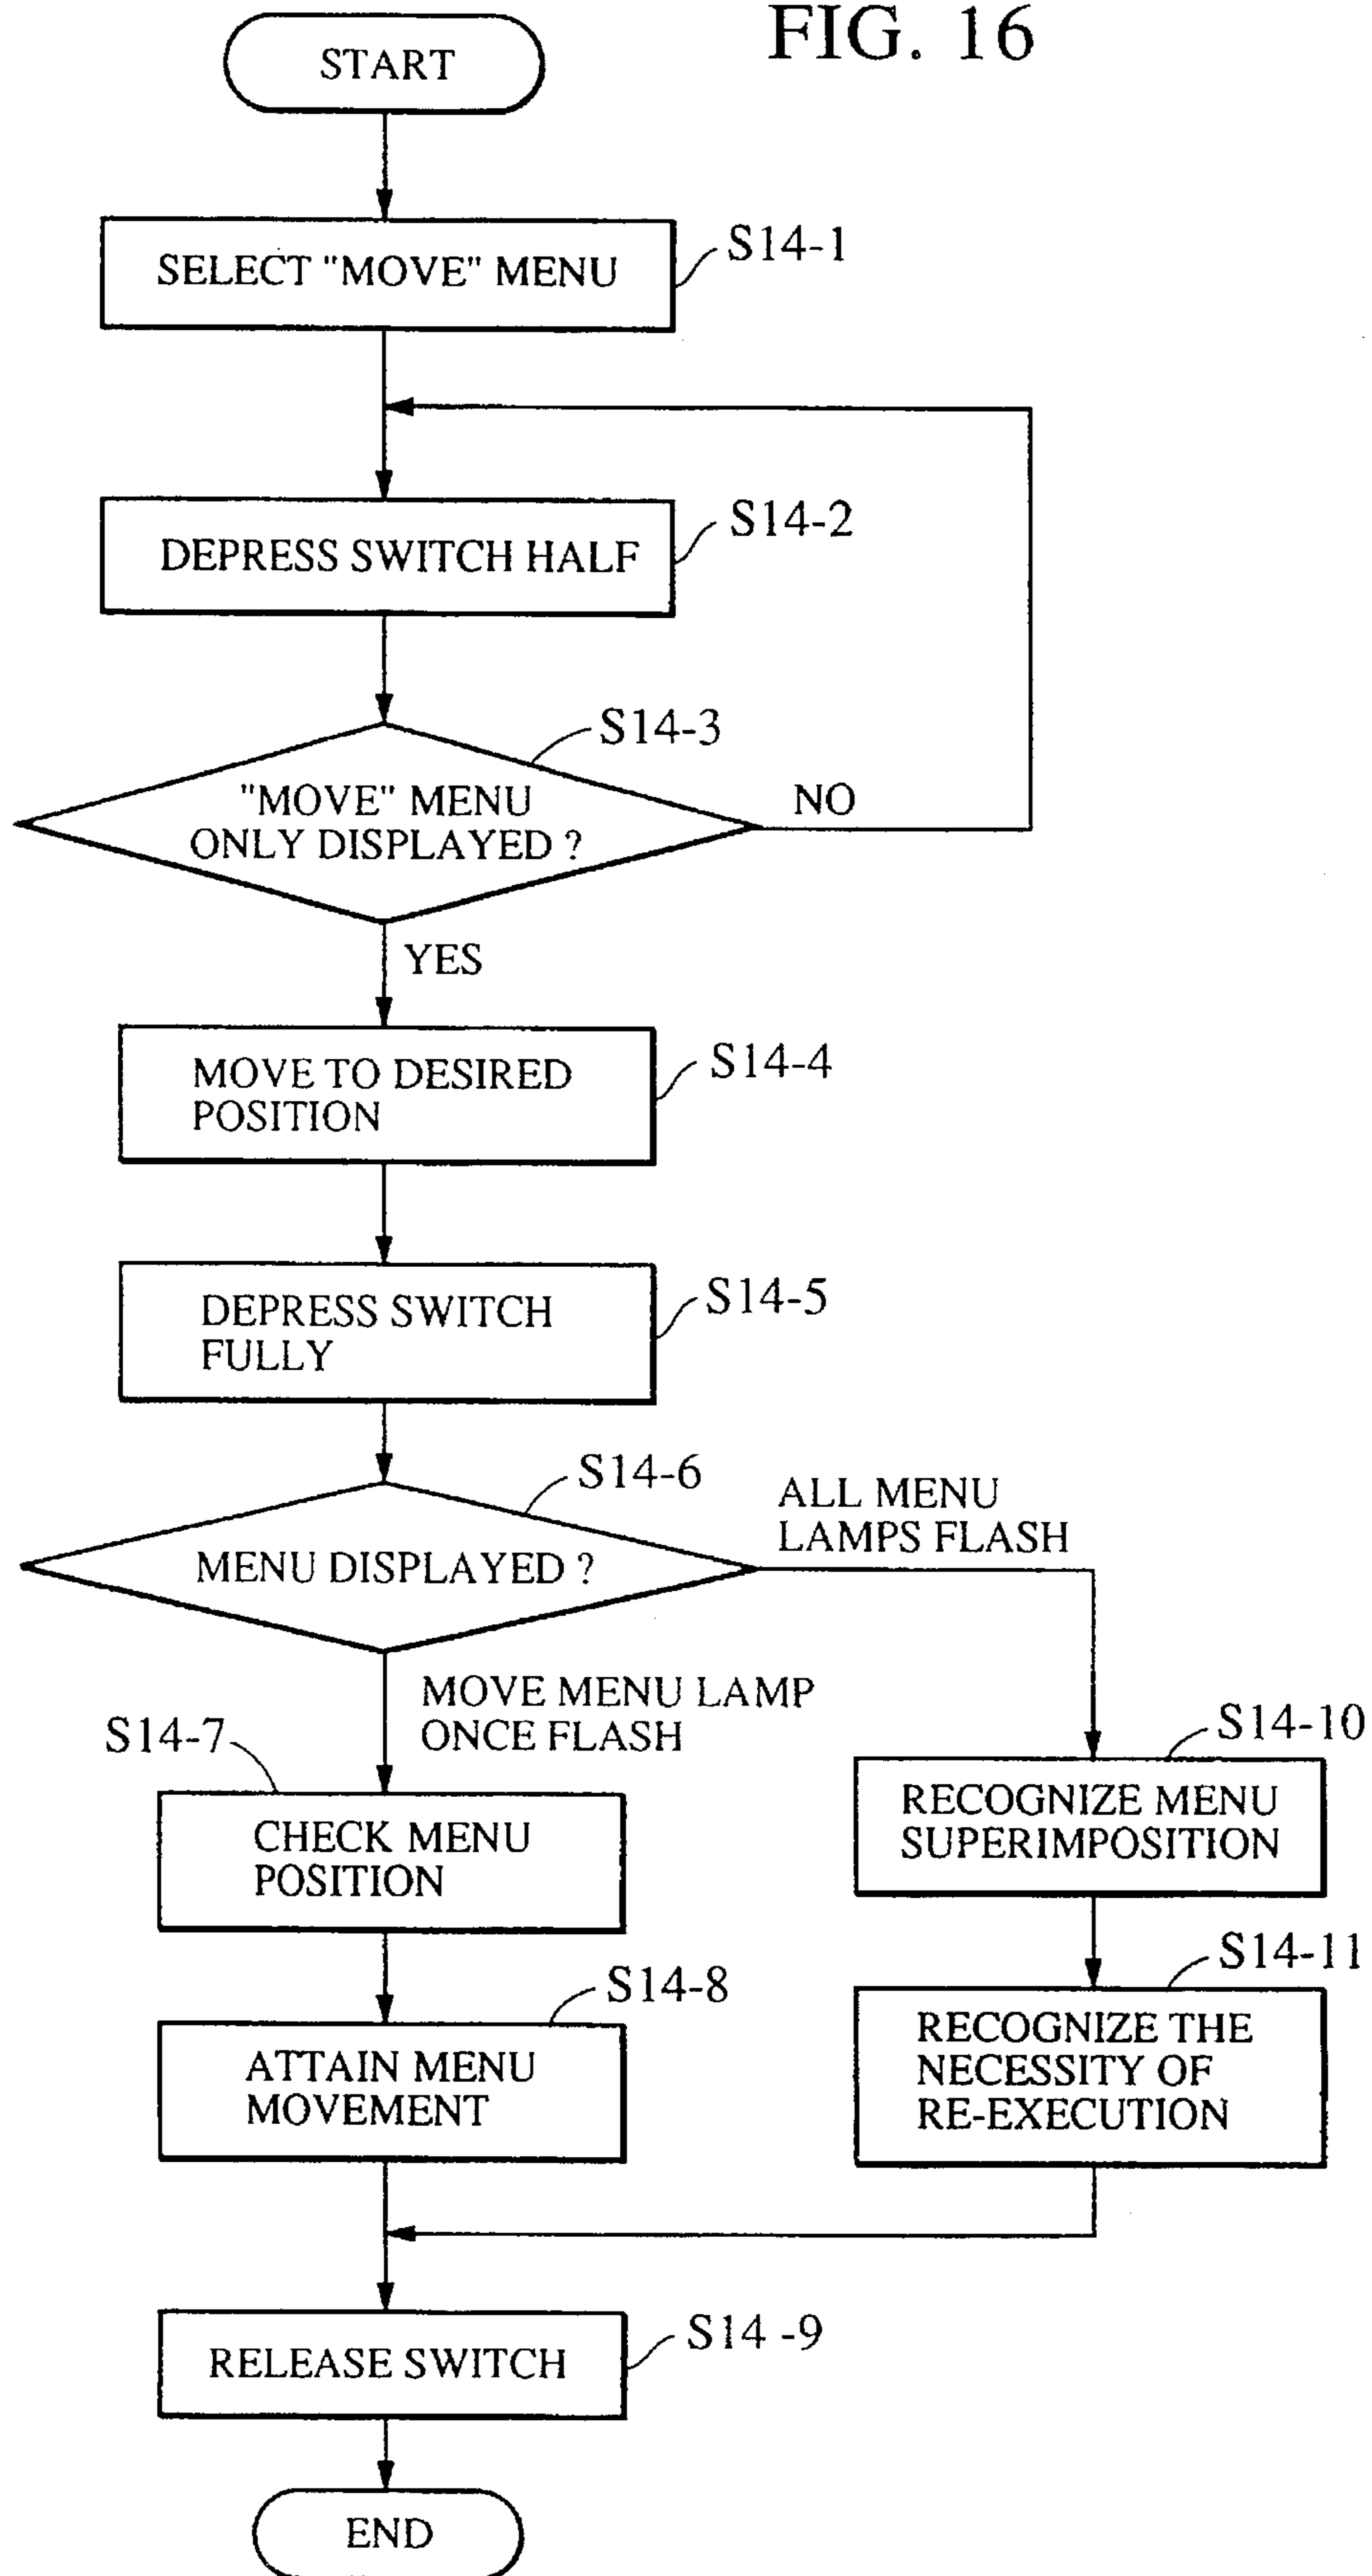 FIG. 16
START
SELECT "MOVE" MENU
S14-1
DEPRESS SWITCH HALF
S14-2
S14-3
"MOVE" MENU
ONLY DISPLAYED ?
NO
YES
MOVE TO DESIRED
POSITION
S14-4
DEPRESS SWITCH
FULLY
S14-5
S14-6
MENU DISPLAYED ?
ALL MENU
LAMPS FLASH
MOVE MENU LAMP
ONCE FLASH
S14-7
CHECK MENU
POSITION
S14-10
RECOGNIZE MENU
SUPERIMPOSITION
S14-8
ATTAIN MENU
MOVEMENT
S14-11
RECOGNIZE THE
NECESSITY OF
RE-EXECUTION
RELEASE SWITCH
S14 -9
END